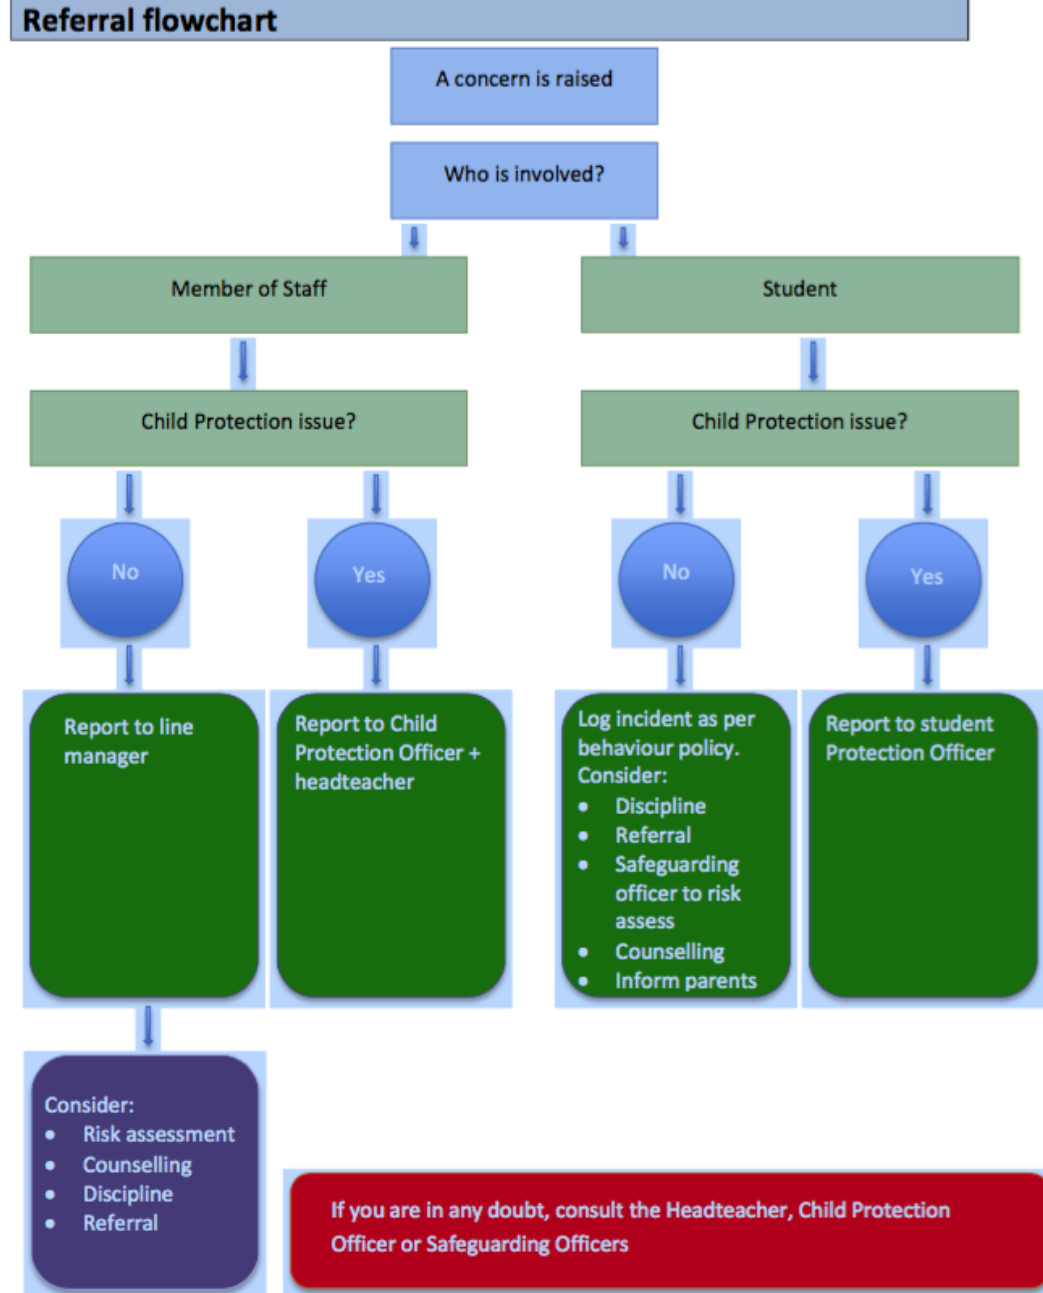 Referral flowchart
A concern is raised
Who is involved?
Member of Staff
Student
Child Protection issue?
Child Protection issue?
No
Yes
No
Yes
Report to line
manager
Report to Child
Protection Officer +
headteacher
Log incident as per
behaviour policy.
Consider:
• Discipline
• Referral
• Safeguarding
officer to risk
assess
• Counselling
• Inform parents
Report to student
Protection Officer
Consider:
• Risk assessment
• Counselling
• Discipline
• Referral
If you are in any doubt, consult the Headteacher, Child Protection
Officer or Safeguarding Officers